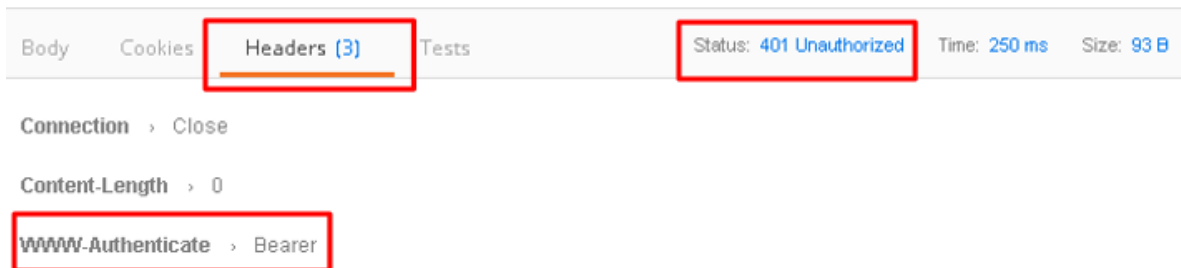 Body Cookies Headers (3) Tests Status: 401 Unauthorized Time: 250 ms Size: 93 B
Connection › Close
Content-Length › 0
WWW-Authenticate › Bearer